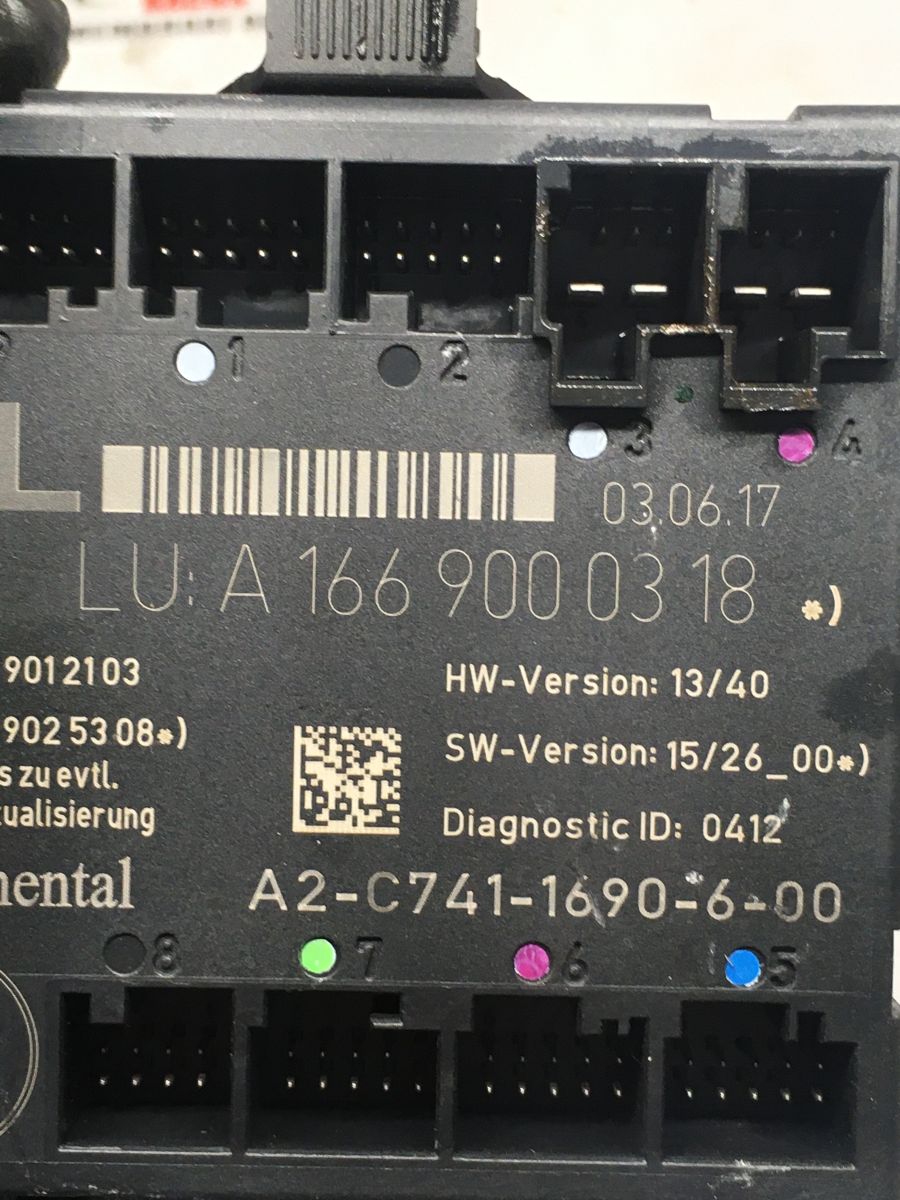 1
2
3
4
L
03.06.17
LU: A 166 900 03 18 *)
9012103
902 53 08*)
s zu evtl.
tualisierung
HW-Version: 13/40
SW-Version: 15/26_00*)
Diagnostic ID: 0412
nental
A2-C741-1690-6-00
8
7
6
5